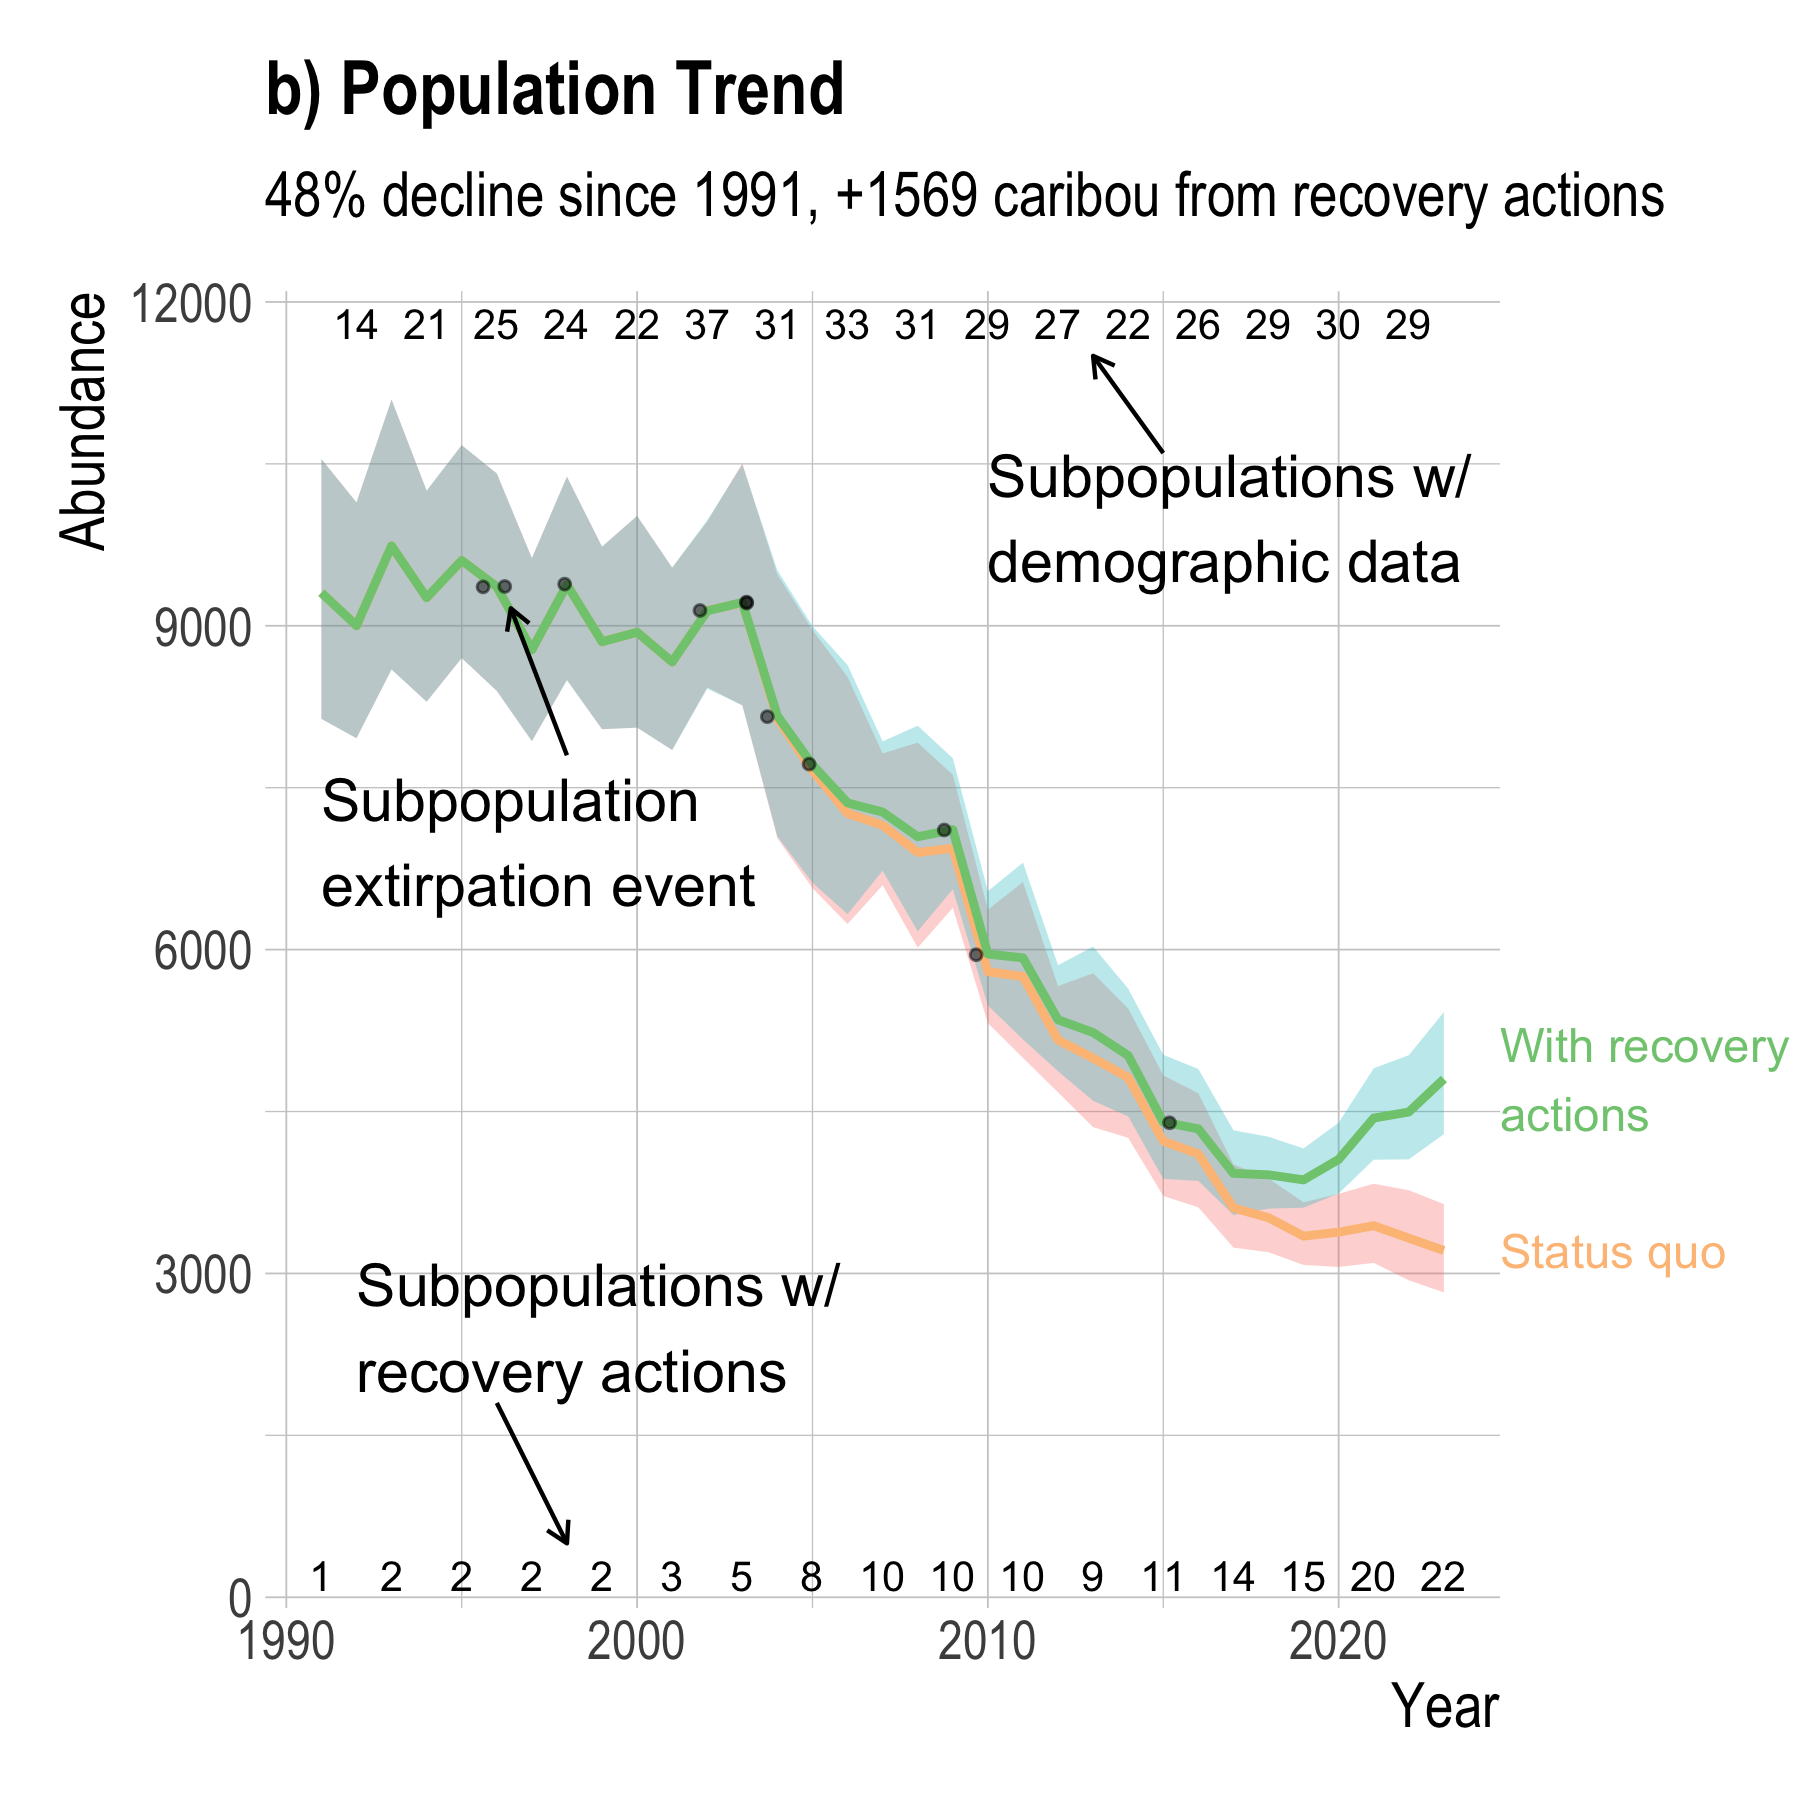 b) Population Trend
48% decline since 1991, +1569 caribou from recovery actions
Abundance
12000
9000
6000
3000
0
14 21 25 24 22 37 31 33 31 29 27 22 26 29 30 29
Subpopulations w/
demographic data
Subpopulation
extirpation event
With recovery
actions
Status quo
Subpopulations w/
recovery actions
1 2 2 2 2 3 5 8 10 10 10 9 11 14 15 20 22
1990 2000 2010 2020
Year